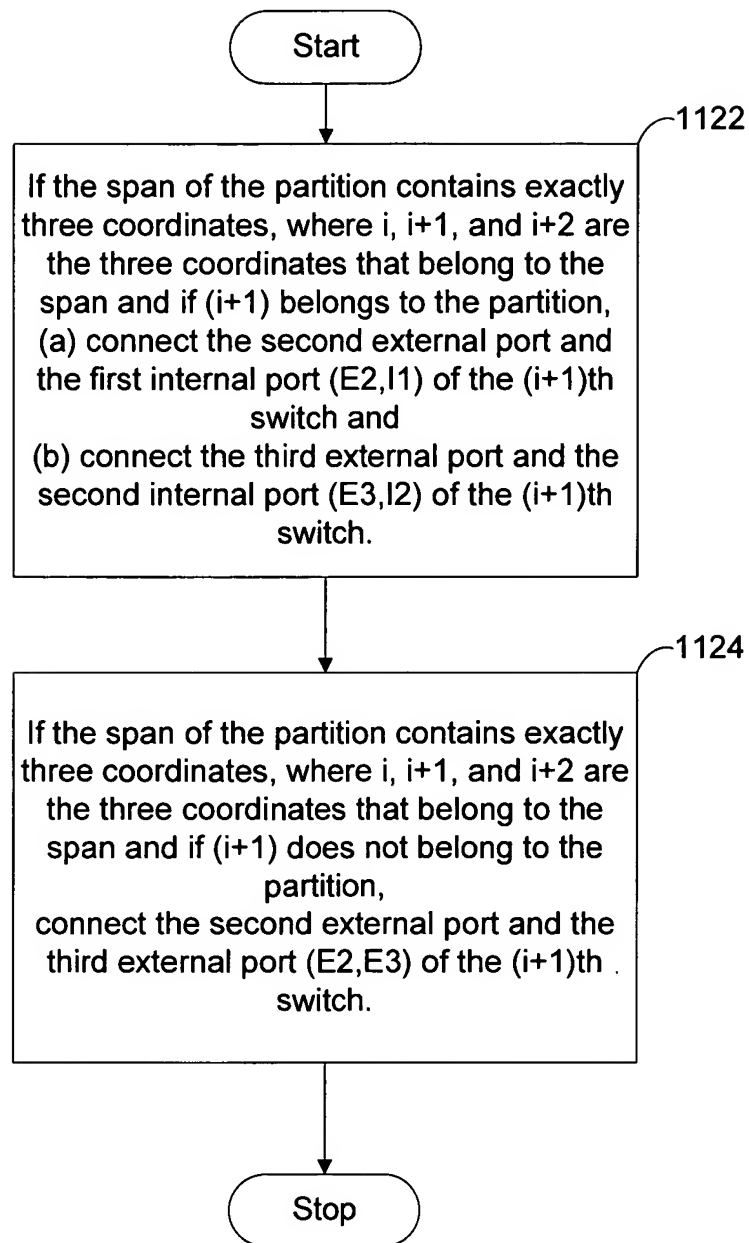 Start
1122
If the span of the partition contains exactly
three coordinates, where i, i+1, and i+2 are
the three coordinates that belong to the
span and if (i+1) belongs to the partition,
(a) connect the second external port and
the first internal port (E2,I1) of the (i+1)th
switch and
(b) connect the third external port and the
second internal port (E3,I2) of the (i+1)th
switch.
1124
If the span of the partition contains exactly
three coordinates, where i, i+1, and i+2 are
the three coordinates that belong to the
span and if (i+1) does not belong to the
partition,
connect the second external port and the
third external port (E2,E3) of the (i+1)th
switch.
Stop